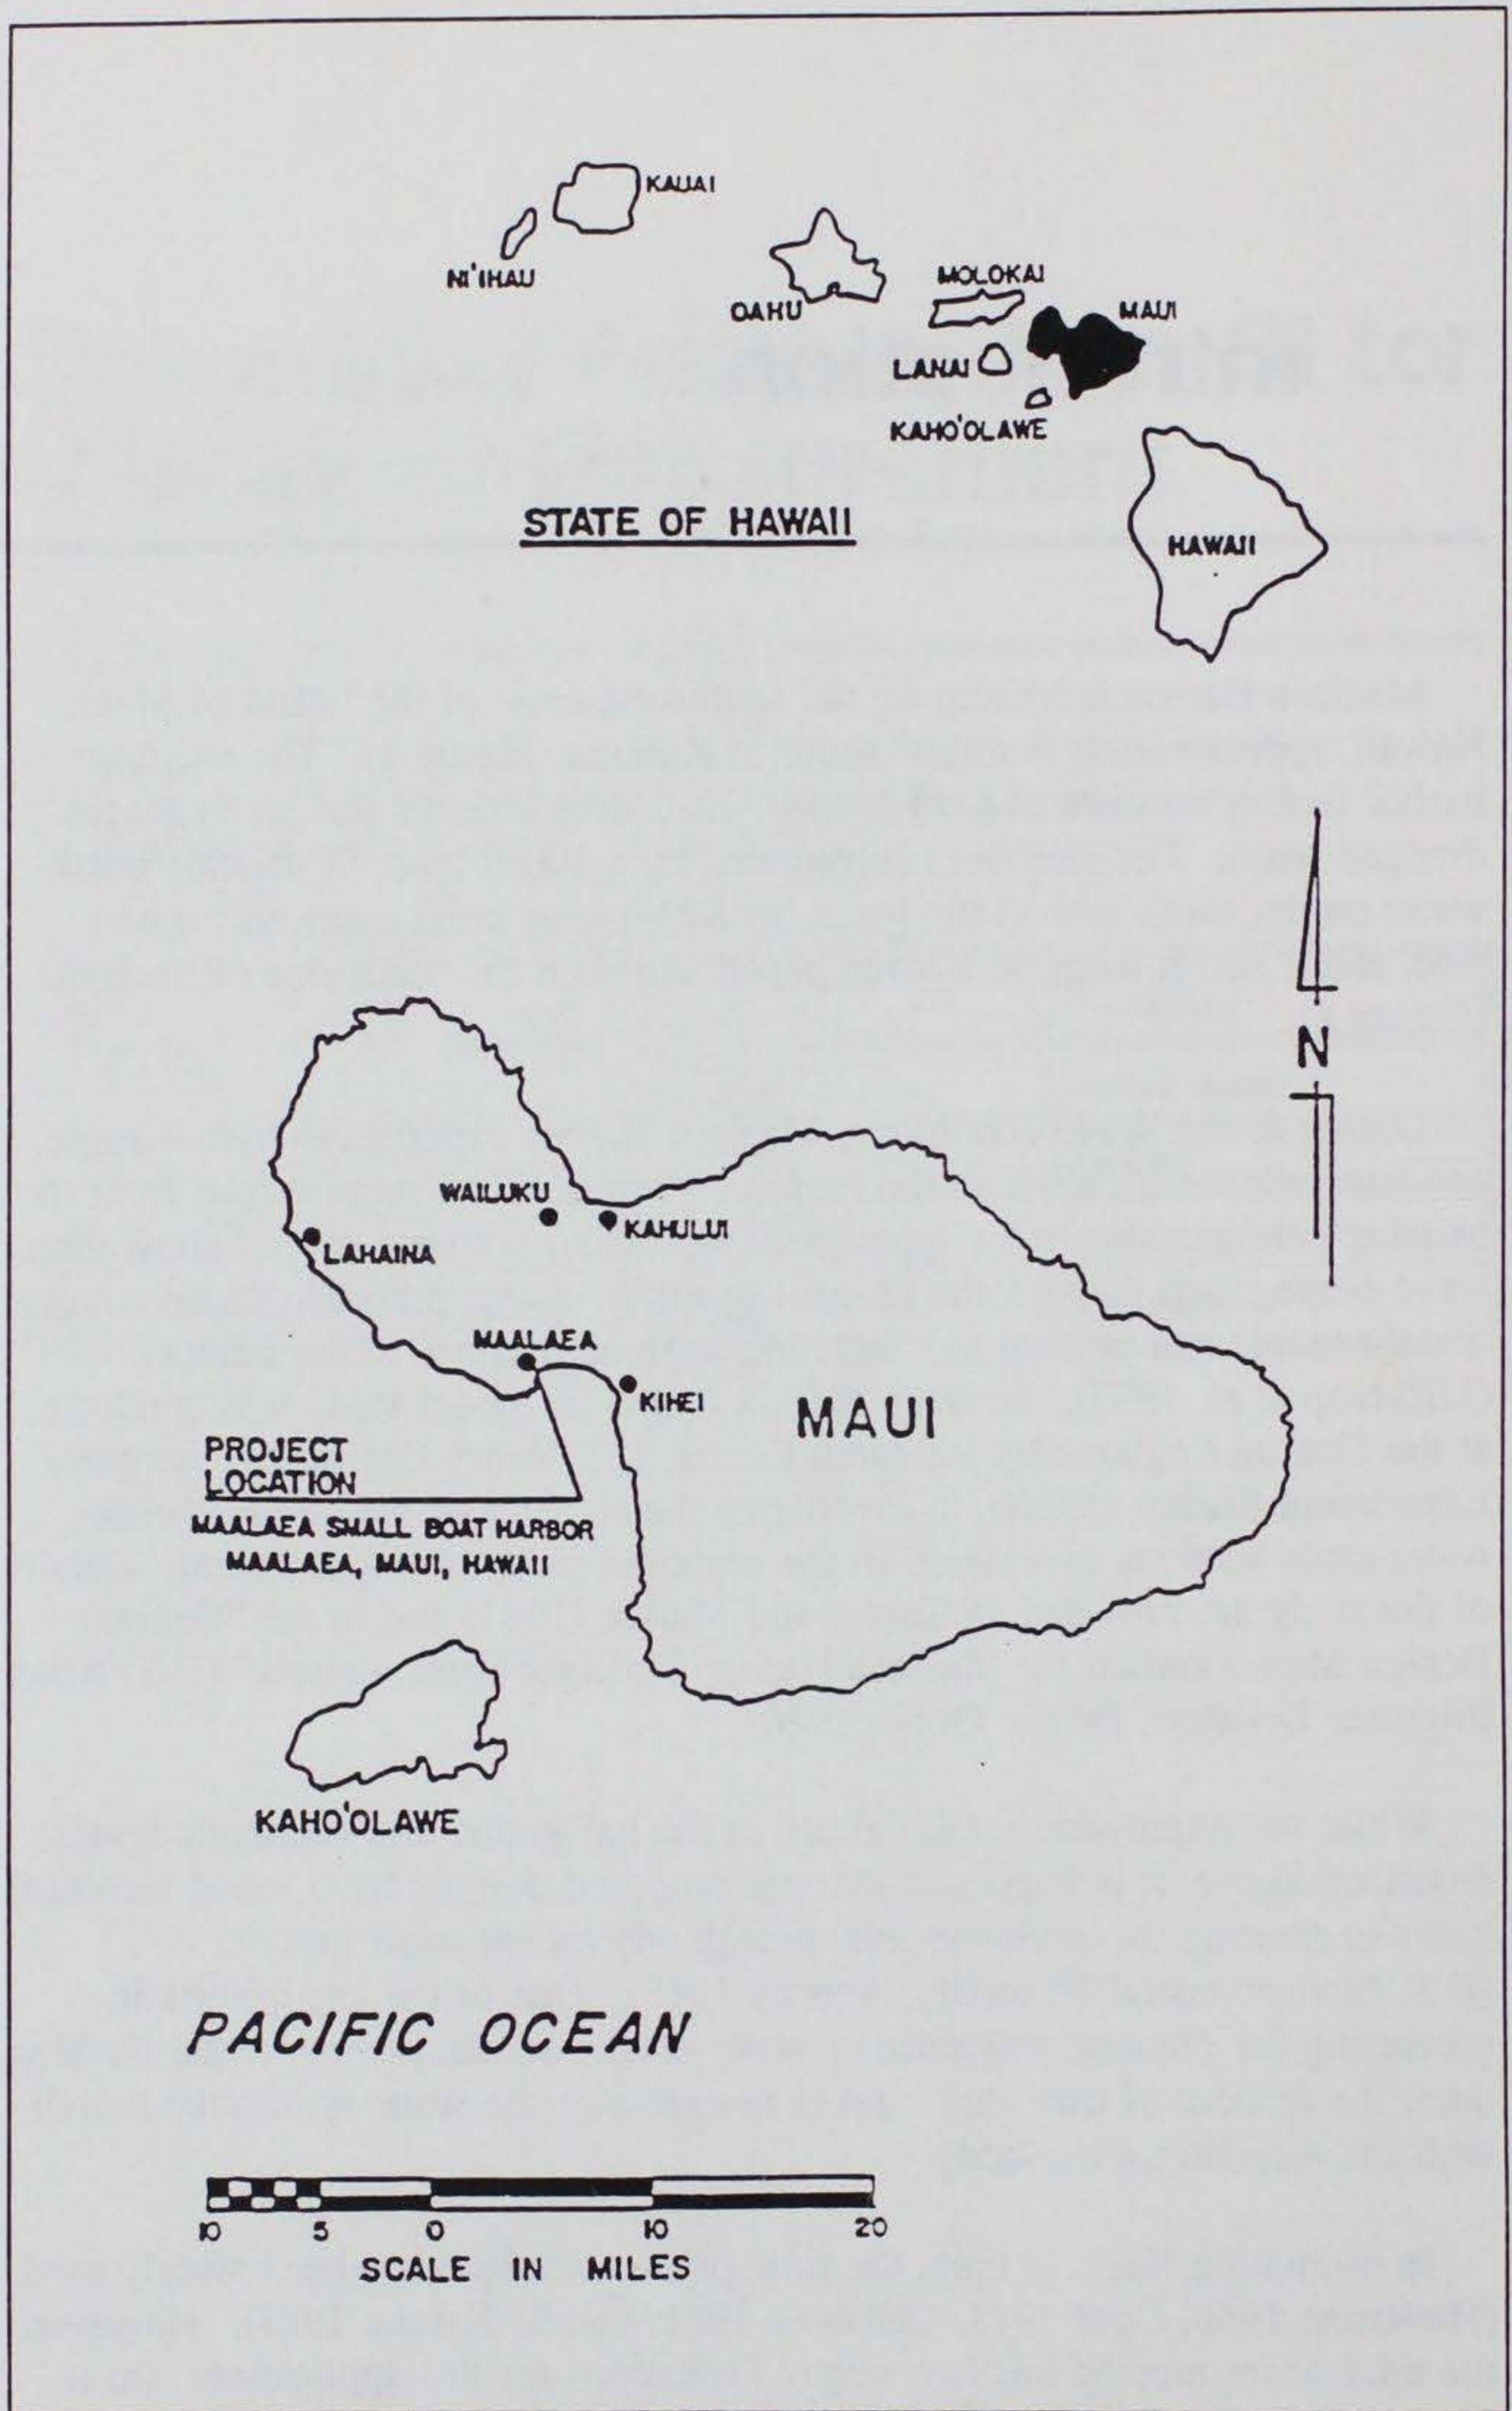 KAUAI
NI'IHAU
OAHU
MOLOKAI
MAUI
LANAI
KAHO'OLAWE
STATE OF HAWAII
HAWAII
N
WAILUKU
KAHULUI
LAHAINA
MAALAEA
KIHEI
MAUI
PROJECT
LOCATION
MAALAEA SMALL BOAT HARBOR
MAALAEA, MAUI, HAWAII
KAHO'OLAWE
PACIFIC OCEAN
10 5 0 10 20
SCALE IN MILES